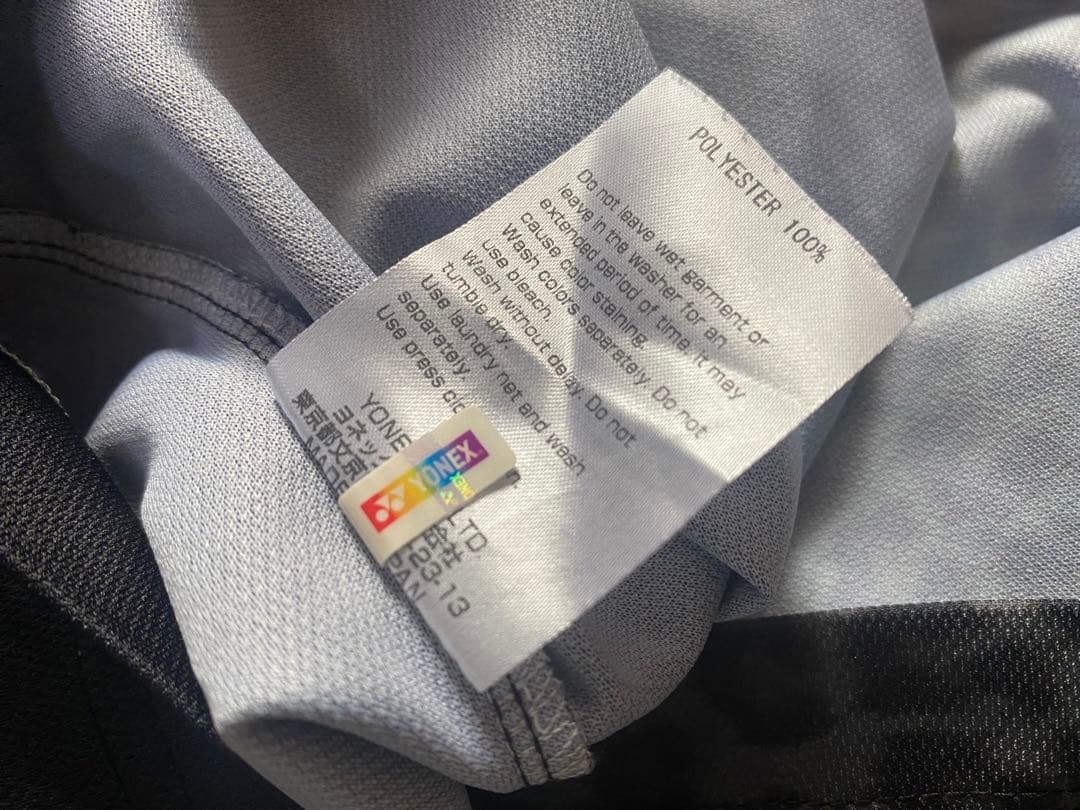 POLYESTER 100%
Do not leave wet garment or
leave in the washer for an
extended period of time. It may
cause color staining.
Wash colors separately. Do not
use bleach.
Wash without delay. Do not
tumble dry.
Use laundry net and wash
separately.
Use press
YONEX
LTD.
ヨネッ
東京都文京
23-13
YONEX